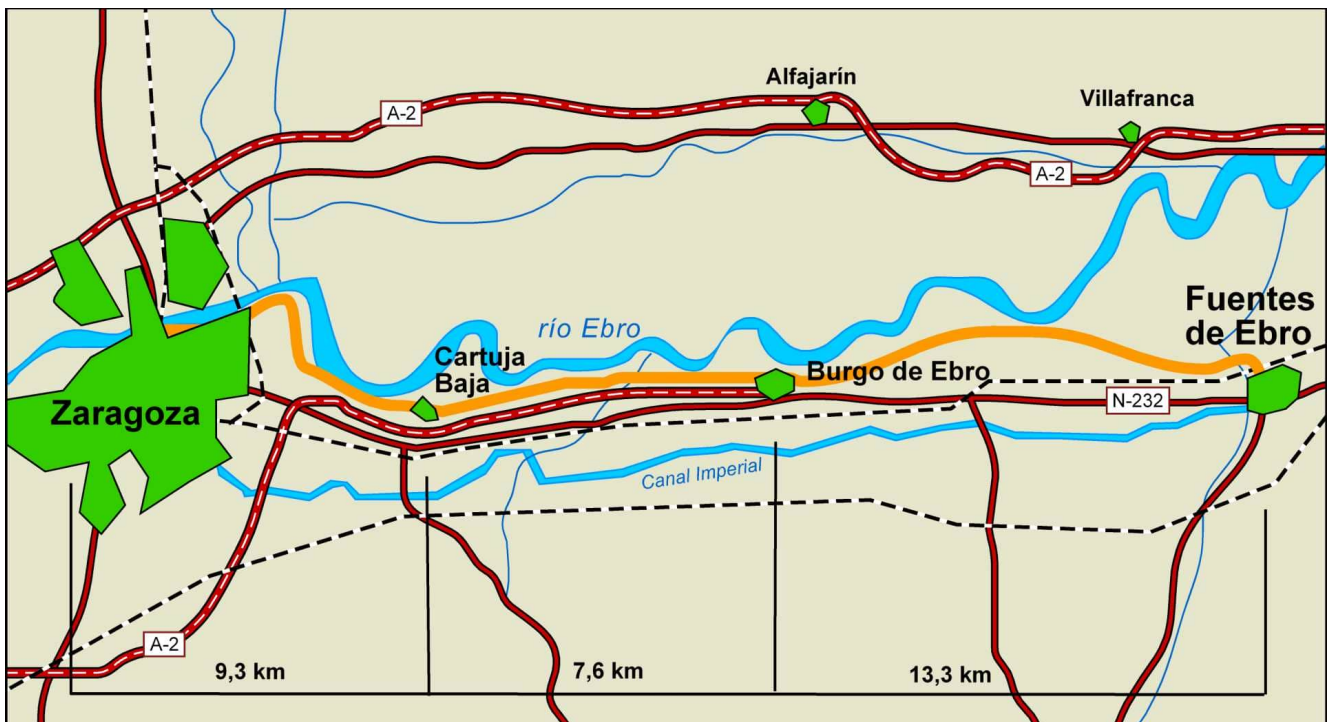 Alfajarín
Villafranca
A-2
A-2
Fuentes
de Ebro
río Ebro
Cartuja
Baja
Burgo de Ebro
N-232
Zaragoza
Canal Imperial
A-2
9,3 km
7,6 km
13,3 km